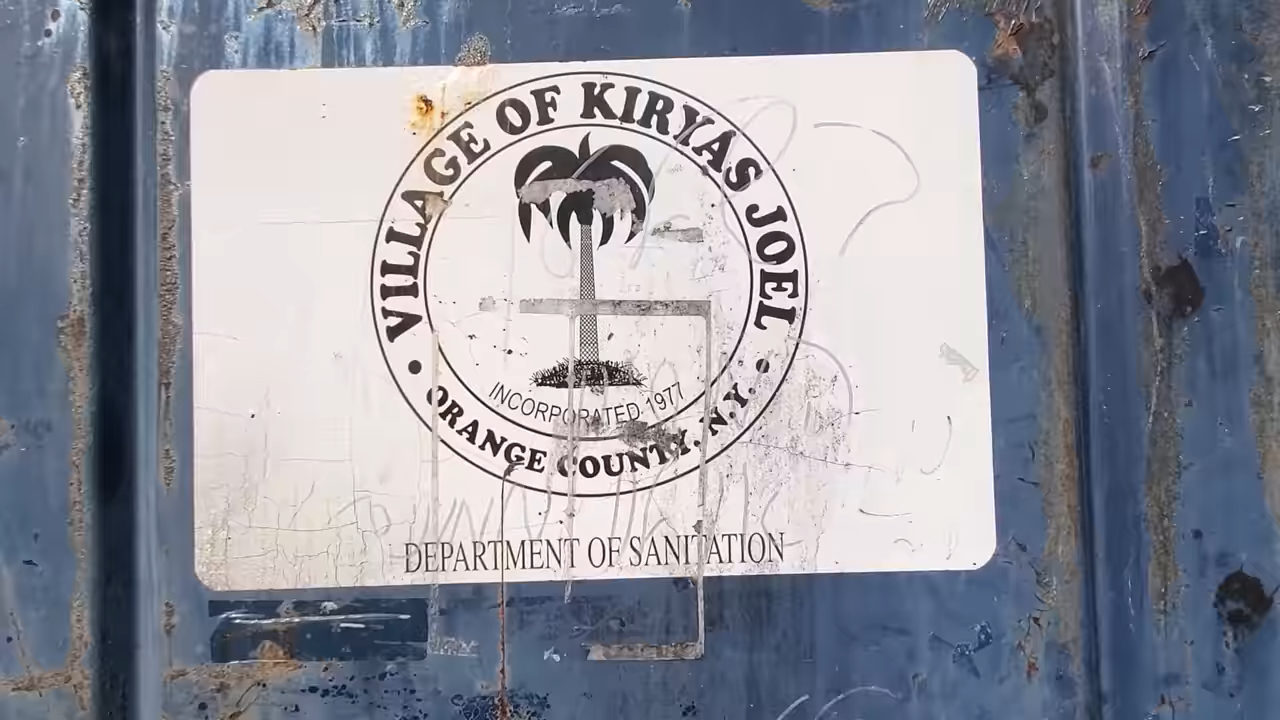 VILLAGE OF KIRYAS JOEL
INCORPORATED 1977
• ORANGE COUNTY, N.Y. •
DEPARTMENT OF SANITATION